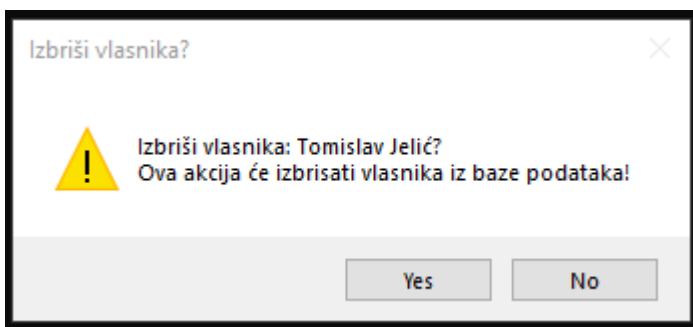 Izbriši vlasnika?
Izbriši vlasnika: Tomislav Jelić?
Ova akcija će izbrisati vlasnika iz baze podataka!
Yes
No